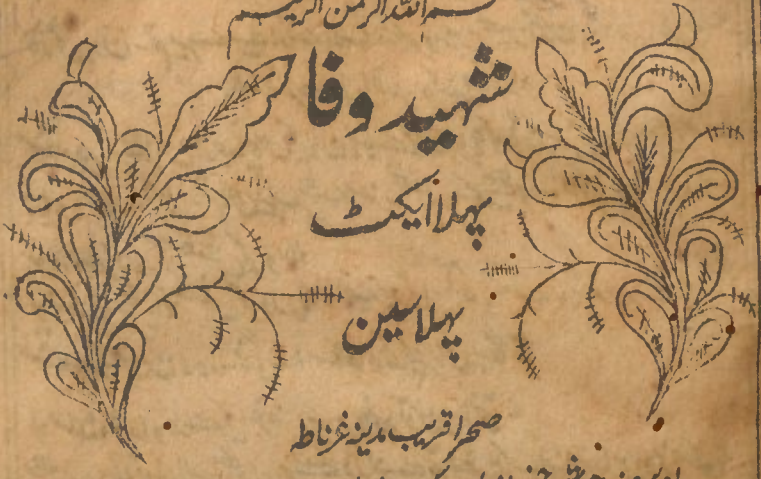 بسم اللہ الرحمن الرحیم
شہید وفا
پہلا ایکٹ
پہلا سین
صحرا قریب مدینہ غرناطہ